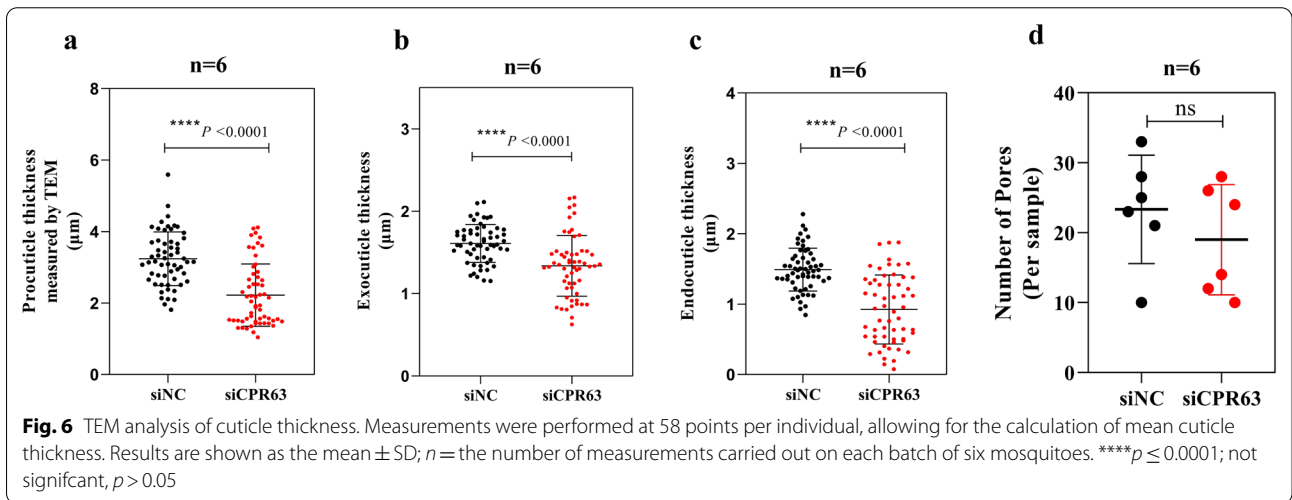 a
n=6
Procuticle thickness
measured by TEM
(μm)
8
6
4
2
0
****P <0.0001
siNC
siCPR63
b
n=6
Exocuticle thickness
(μm)
3
2
1
0
****P <0.0001
siNC
siCPR63
c
n=6
Endocuticle thickness
(μm)
4
3
2
1
0
****P <0.0001
siNC
siCPR63
d
n=6
Number of Pores
(Per sample)
40
30
20
10
0
ns
siNC
siCPR63
Fig. 6 TEM analysis of cuticle thickness. Measurements were performed at 58 points per individual, allowing for the calculation of mean cuticle
thickness. Results are shown as the mean ± SD; n = the number of measurements carried out on each batch of six mosquitoes. ****p ≤ 0.0001; not
signifcant, p > 0.05